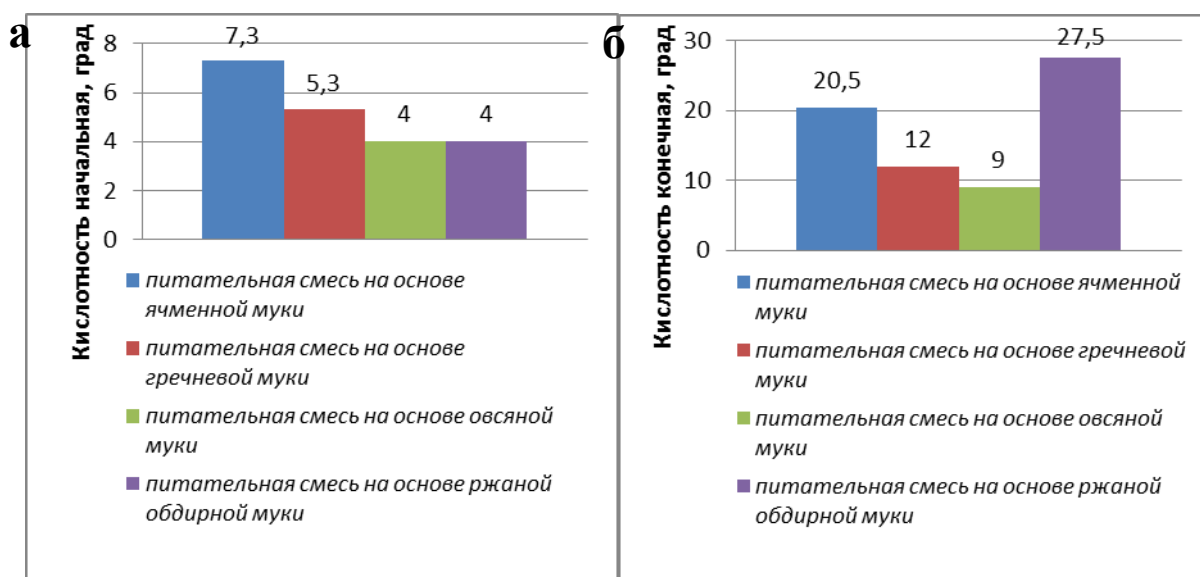 а
Кислотность начальная, град
8
6
4
2
0
7,3
5,3
4
4
питательная смесь на основе
ячменной муки
питательная смесь на основе
гречневой муки
питательная смесь на основе овсяной
муки
питательная смесь на основе ржаной
обдирной муки
б
Кислотность конечная, град
30
20
10
0
20,5
12
9
27,5
питательная смесь на основе ячменной
муки
питательная смесь на основе гречневой
муки
питательная смесь на основе овсяной
муки
питательная смесь на основе ржаной
обдирной муки